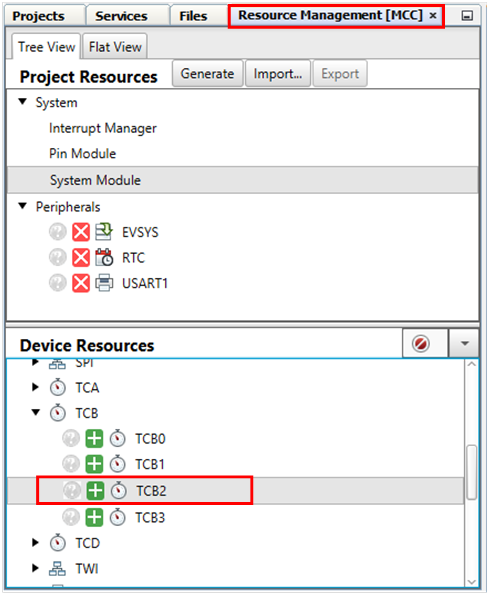 Projects Services Files Resource Management [MCC] ×
Tree View Flat View
Project Resources Generate Import... Export
System
Interrupt Manager
Pin Module
System Module
Peripherals
EVSYS
RTC
USART1
Device Resources
SPI
TCA
TCB
TCB0
TCB1
TCB2
TCB3
TCD
TWI